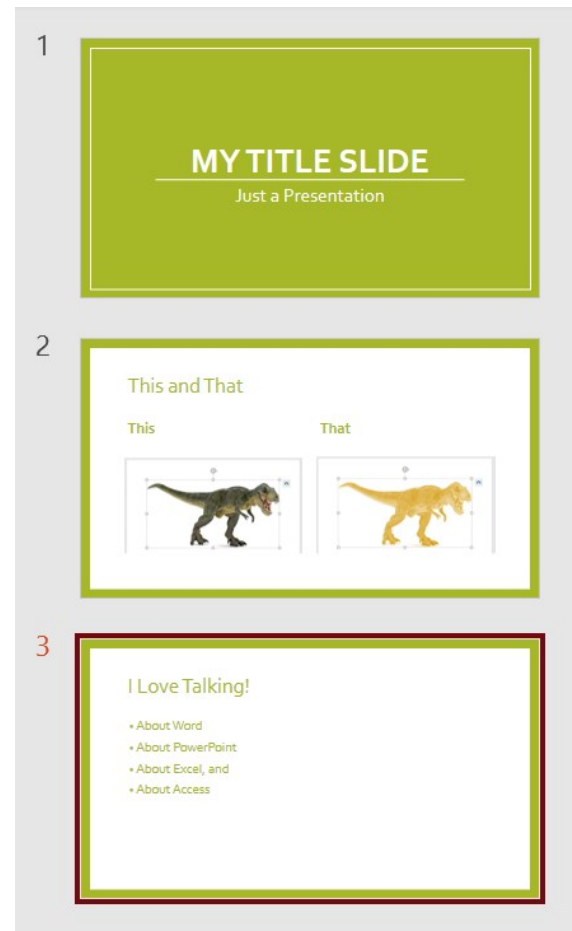 1
MY TITLE SLIDE
Just a Presentation
2
This and That
This That
3
I Love Talking!
• About Word
• About PowerPoint
• About Excel, and
• About Access